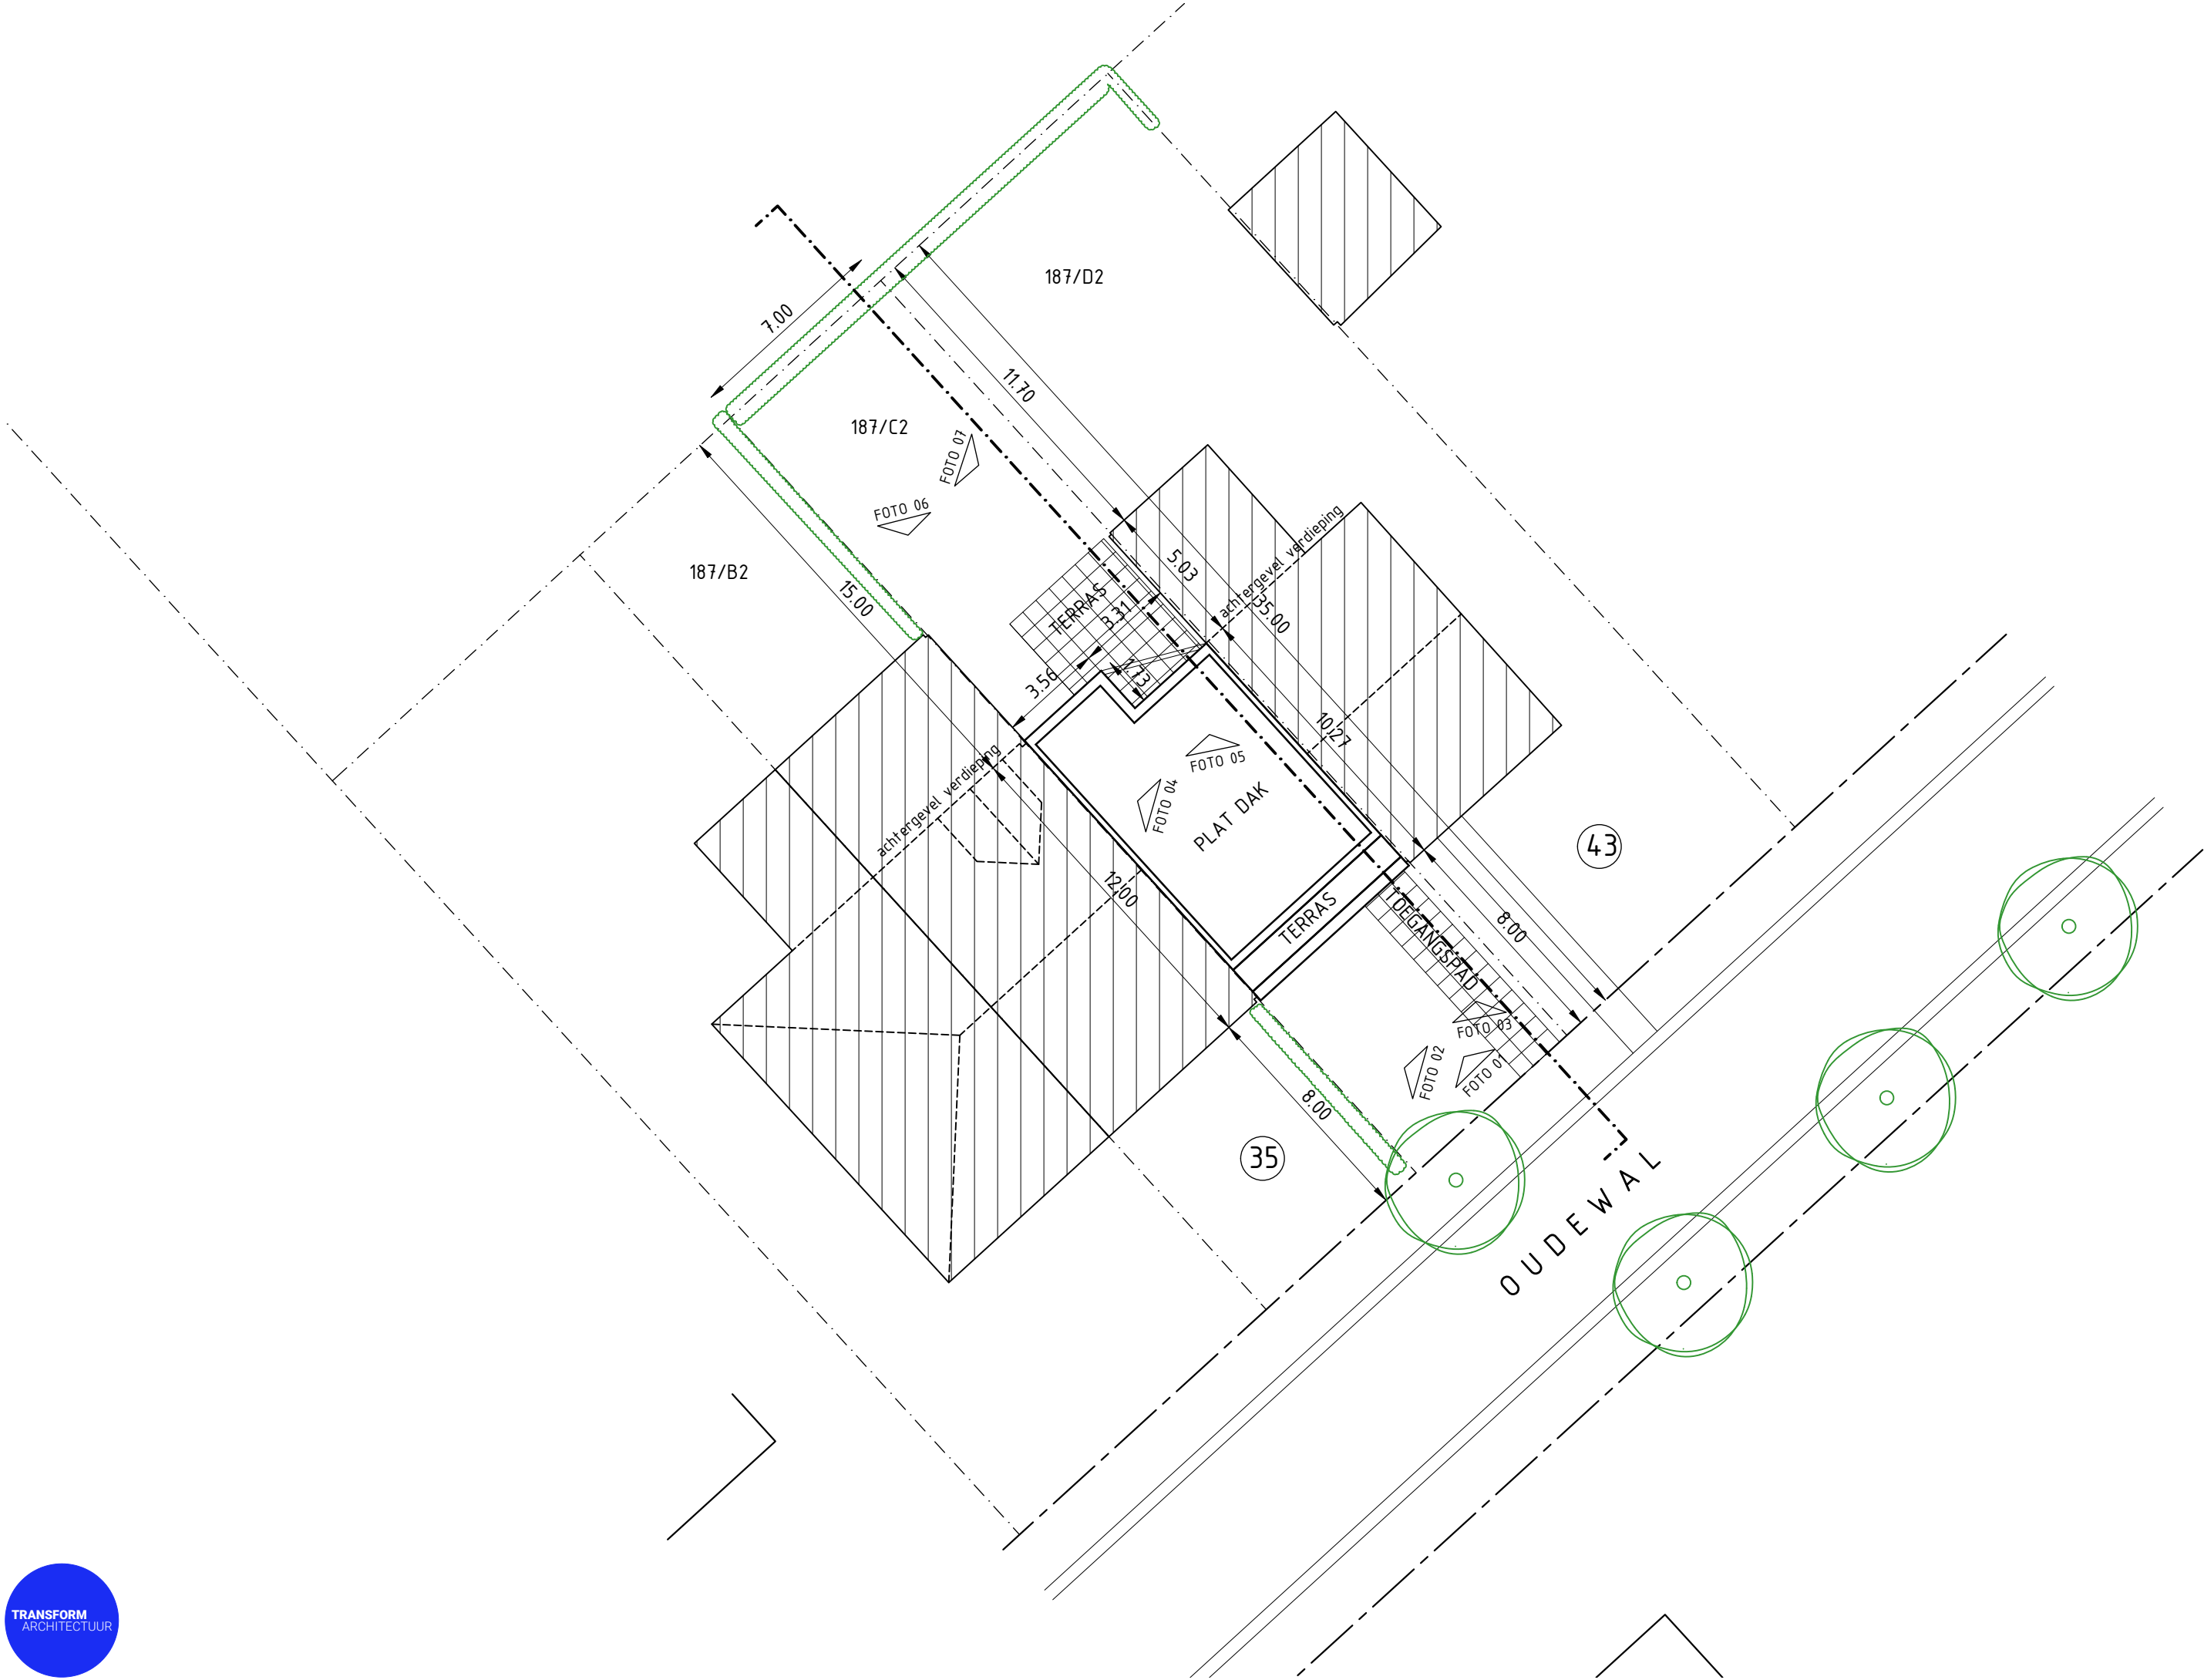 187/D2
7.00
11.70
187/C2
FOTO 07
FOTO 06
187/B2
15.00
5.03
achtergevel verdieping
35.00
TERRAS
3.31
3.56
1.73
10.27
FOTO 05
FOTO 04
PLAT DAK
achtergevel verdieping
43
12.00
TERRAS
TOEGANGSPAD
8.00
FOTO 03
FOTO 02
FOTO 01
8.00
35
OUDEWAL
TRANSFORM
ARCHITECTUUR